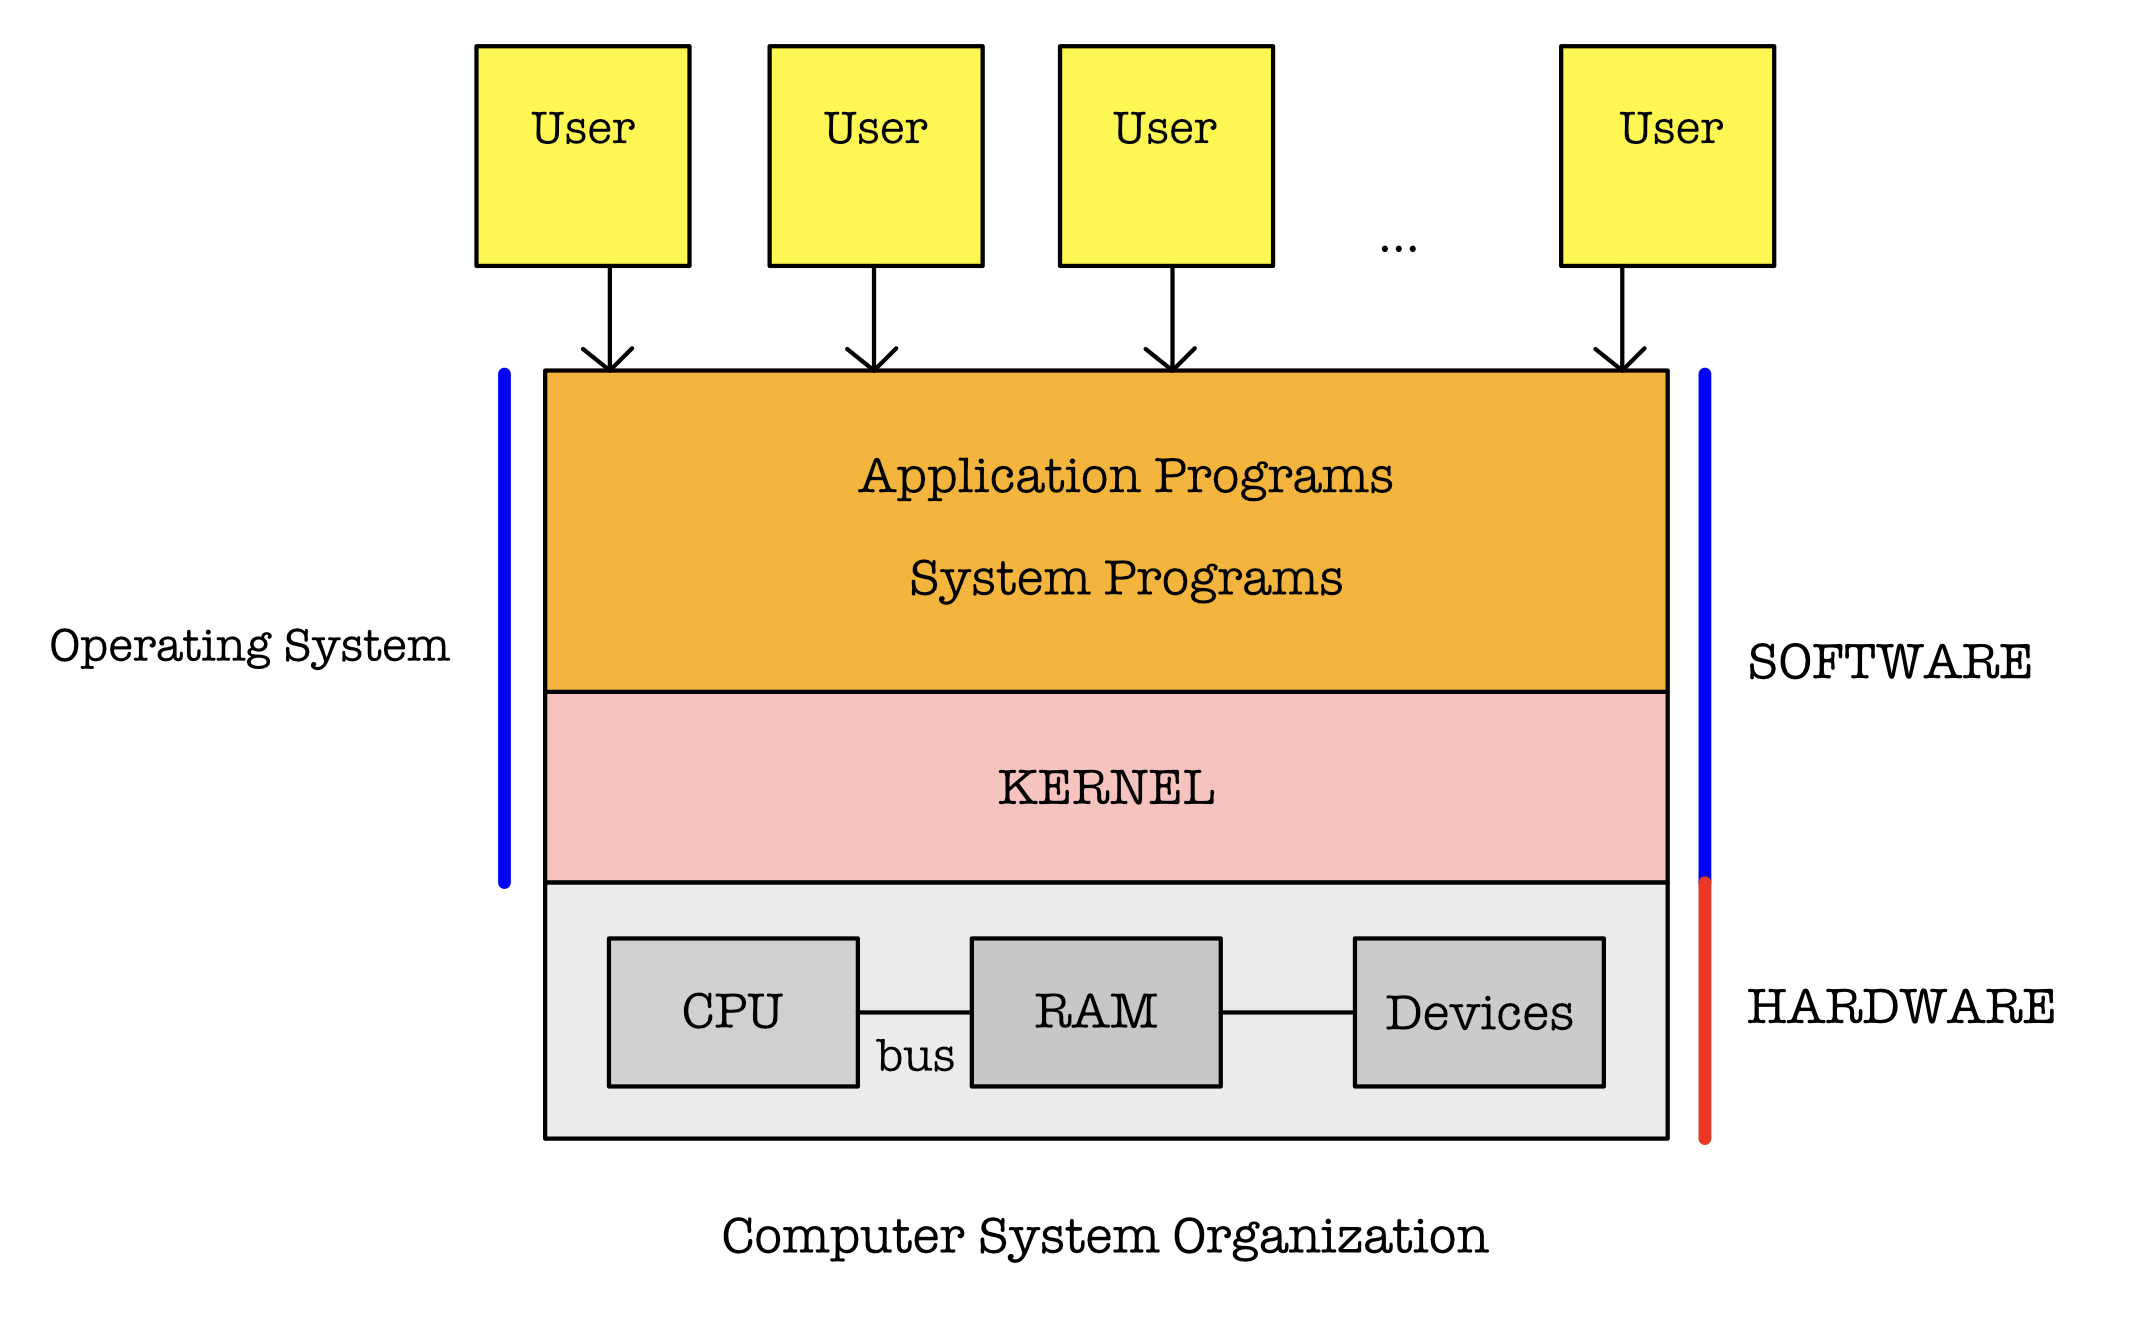 User
User
User
...
User
Application Programs
System Programs
Operating System
SOFTWARE
KERNEL
CPU
bus
RAM
Devices
HARDWARE
Computer System Organization